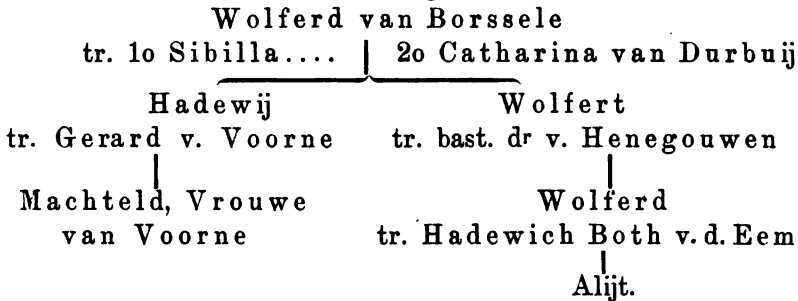 Wolferd van Borssele
tr. 1o Sibilla.... 2o Catharina van Durbuij
Hadewij Wolfert
tr. Gerard v. Voorne tr. bast. dr v. Henegouwen
Machteld, Vrouwe Wolferd
van Voorne tr. Hadewich Both v. d. Eem
Alijt.